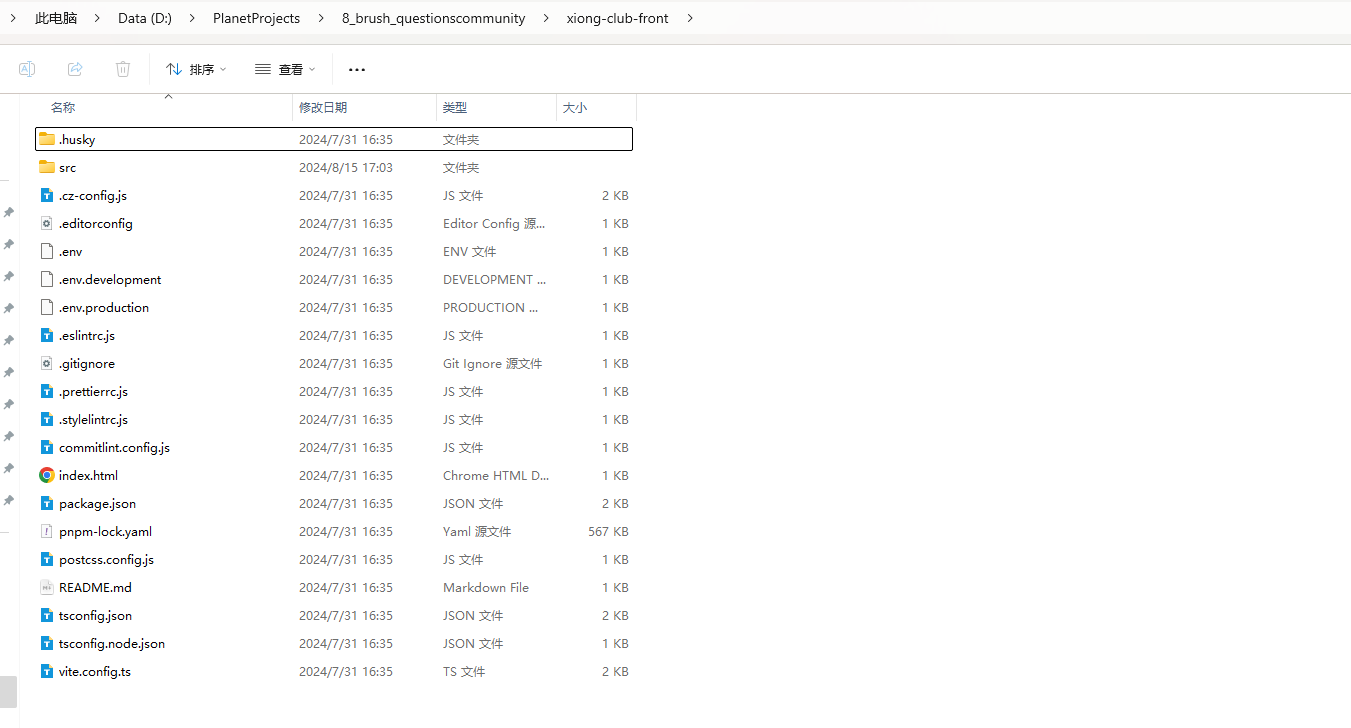 此电脑 > Data (D:) > PlanetProjects > 8_brush_questionscommunity > xiong-club-front >
排序 查看 ...
名称 修改日期 类型 大小
.husky 2024/7/31 16:35 文件夹
src 2024/8/15 17:03 文件夹
.cz-config.js 2024/7/31 16:35 JS 文件 2 KB
.editorconfig 2024/7/31 16:35 Editor Config 源... 1 KB
.env 2024/7/31 16:35 ENV 文件 1 KB
.env.development 2024/7/31 16:35 DEVELOPMENT ... 1 KB
.env.production 2024/7/31 16:35 PRODUCTION ... 1 KB
.eslintrc.js 2024/7/31 16:35 JS 文件 1 KB
.gitignore 2024/7/31 16:35 Git Ignore 源文件 1 KB
.prettierrc.js 2024/7/31 16:35 JS 文件 1 KB
.stylelintrc.js 2024/7/31 16:35 JS 文件 1 KB
commitlint.config.js 2024/7/31 16:35 JS 文件 1 KB
index.html 2024/7/31 16:35 Chrome HTML D... 1 KB
package.json 2024/7/31 16:35 JSON 文件 2 KB
pnpm-lock.yaml 2024/7/31 16:35 Yaml 源文件 567 KB
postcss.config.js 2024/7/31 16:35 JS 文件 1 KB
README.md 2024/7/31 16:35 Markdown File 1 KB
tsconfig.json 2024/7/31 16:35 JSON 文件 2 KB
tsconfig.node.json 2024/7/31 16:35 JSON 文件 1 KB
vite.config.ts 2024/7/31 16:35 TS 文件 2 KB